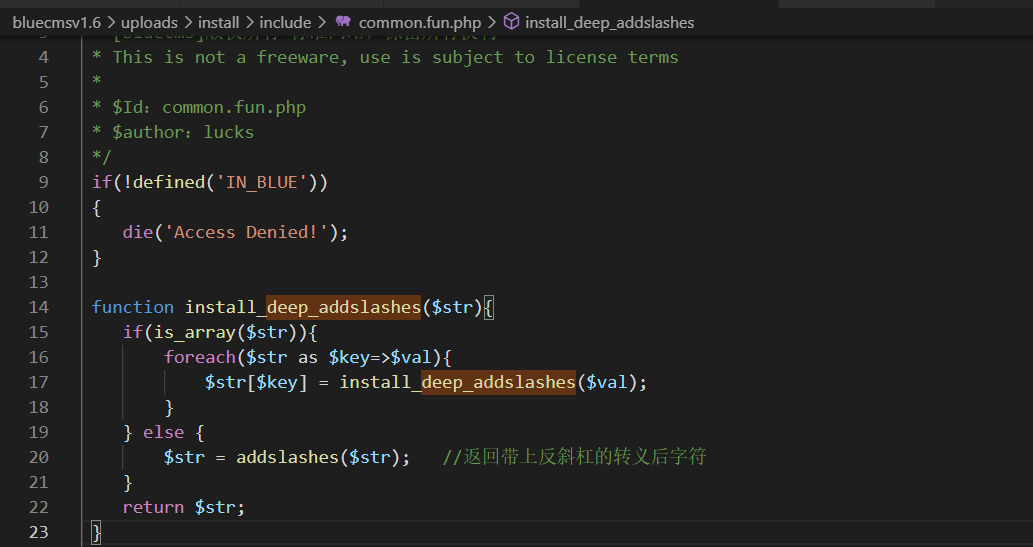 bluecmsv1.6 > uploads > install > include > common.fun.php > install_deep_addslashes
4 * This is not a freeware, use is subject to license terms
5 *
6 * $Id：common.fun.php
7 * $author：lucks
8 */
9 if(!defined('IN_BLUE'))
10 {
11 die('Access Denied!');
12 }
13
14 function install_deep_addslashes($str){
15 if(is_array($str)){
16 foreach($str as $key=>$val){
17 $str[$key] = install_deep_addslashes($val);
18 }
19 } else {
20 $str = addslashes($str); //返回带上反斜杠的转义后字符
21 }
22 return $str;
23 }